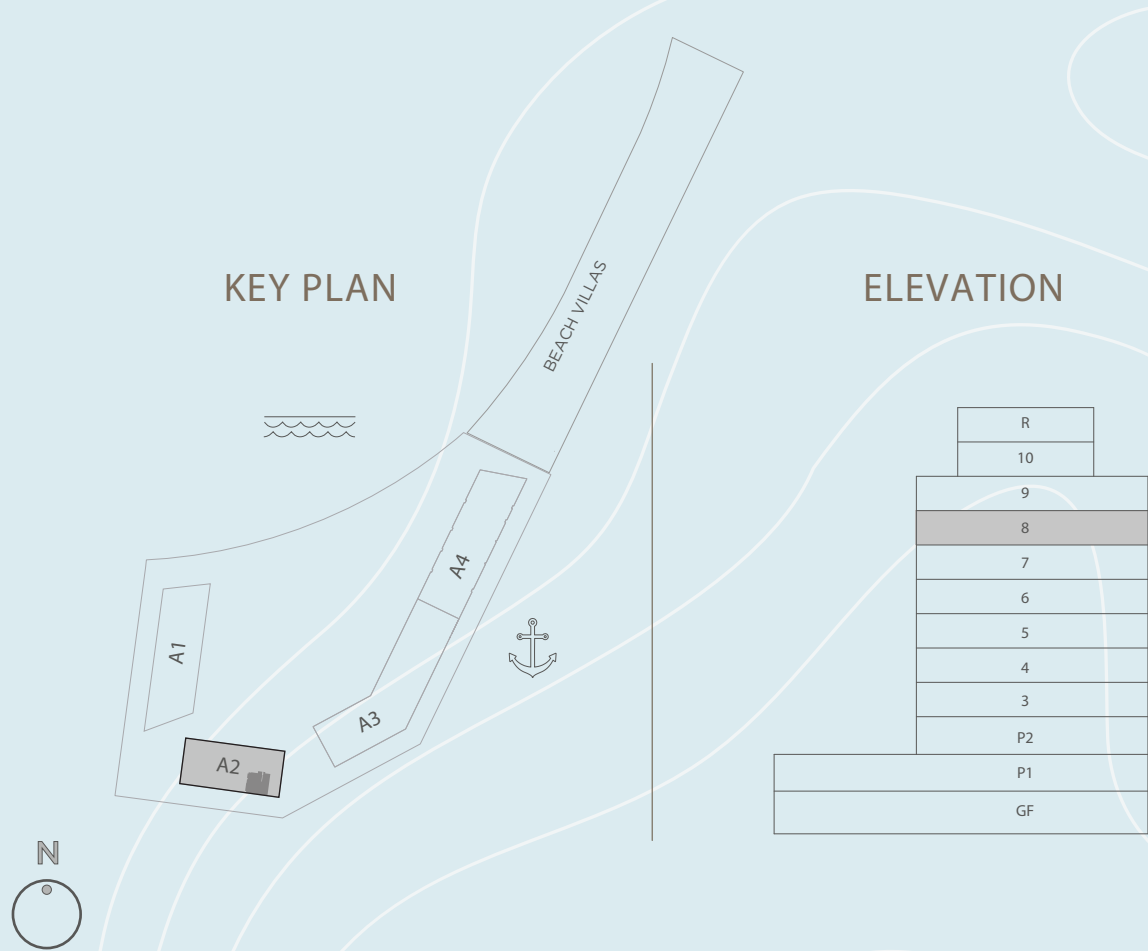 KEY PLAN
BEACH VILLAS
A4
A1
A3
A2
N
ELEVATION
R
10
9
8
7
6
5
4
3
P2
P1
GF